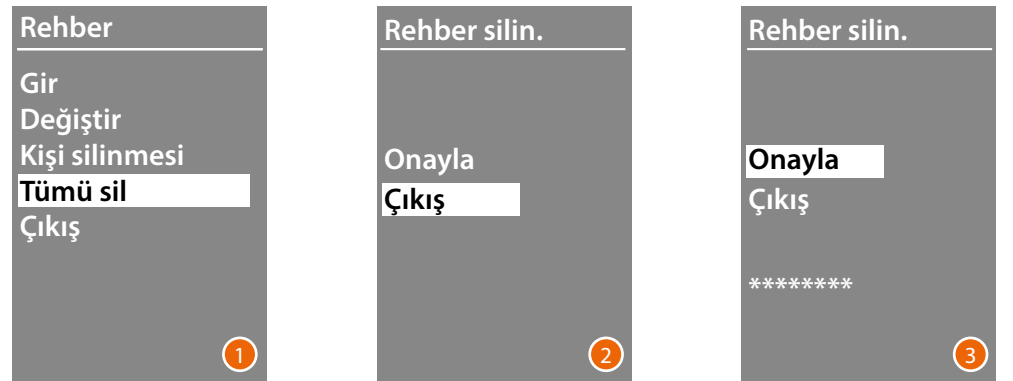 Rehber
Gir
Değiştir
Kişi silinmesi
Tümü sil
Çıkış
1
Rehber silin.
Onayla
Çıkış
2
Rehber silin.
Onayla
Çıkış
********
3